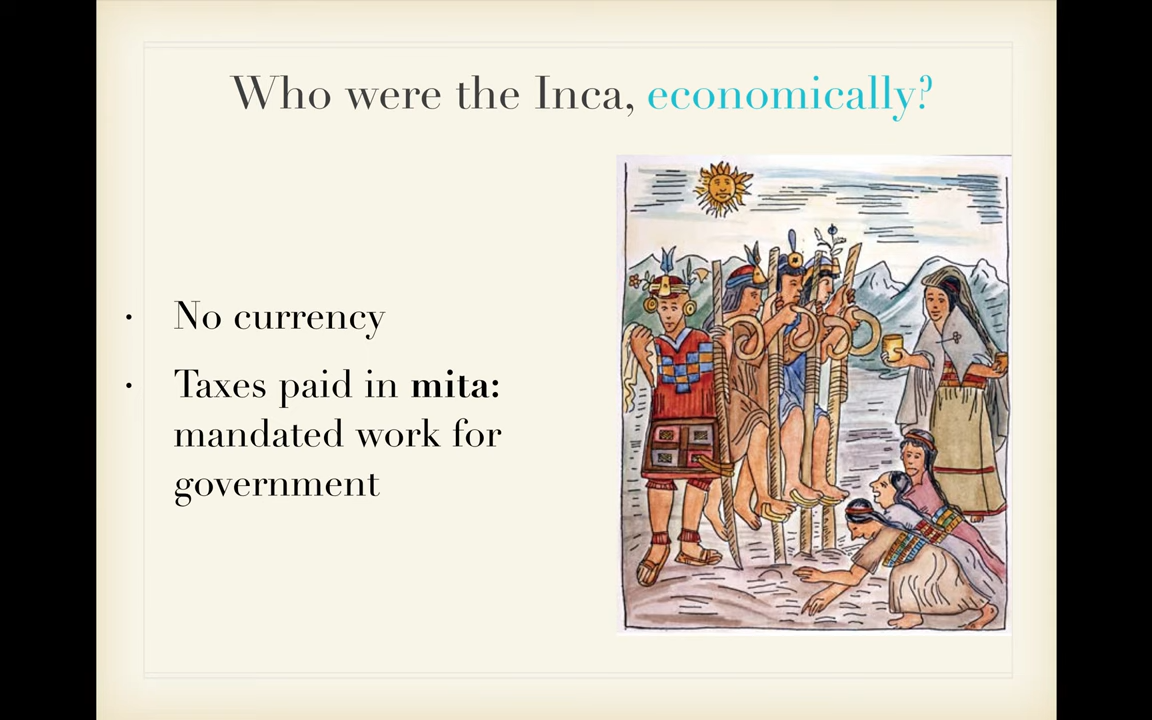 Who were the Inca, economically?
· No currency
· Taxes paid in mita:
mandated work for
government